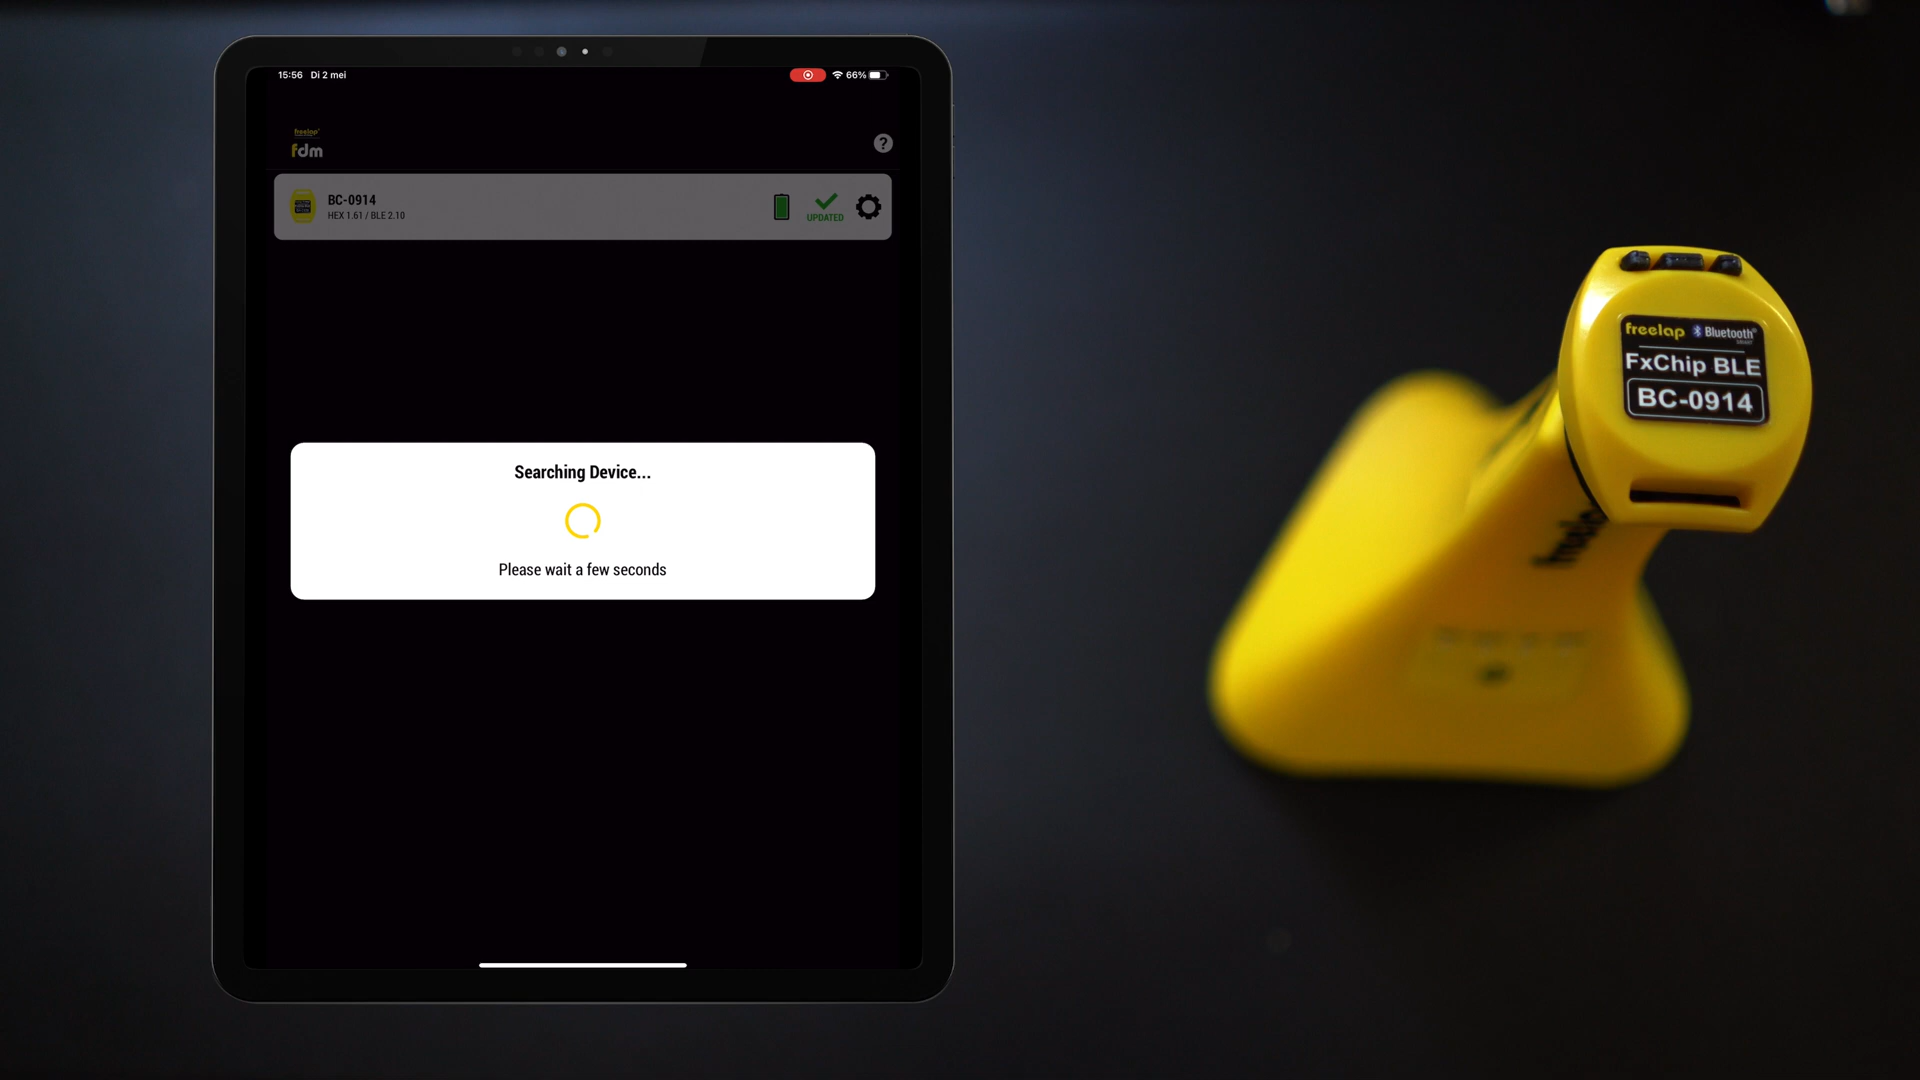 15:56 Di 2 mei
66%
freelap
fdm
?
BC-0914
HEX 1.61 / BLE 2.10
UPDATED
Searching Device...
Please wait a few seconds
freelap Bluetooth
FxChip BLE
BC-0914